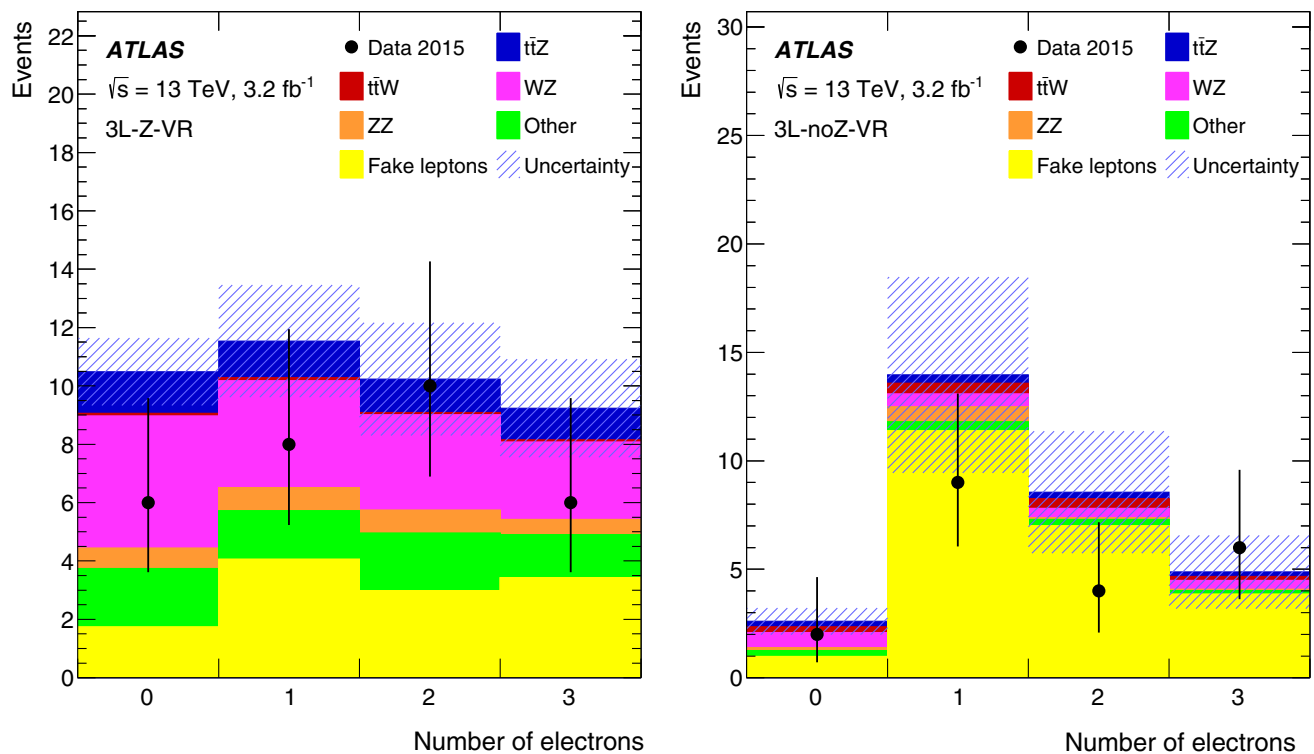 Events
22
20
18
16
14
12
10
8
6
4
2
0
ATLAS
√s = 13 TeV, 3.2 fb⁻¹
3L-Z-VR
Data 2015
tt̄Z
tt̄W
WZ
ZZ
Other
Fake leptons
Uncertainty
0 1 2 3
Number of electrons
Events
30
25
20
15
10
5
0
ATLAS
√s = 13 TeV, 3.2 fb⁻¹
3L-noZ-VR
Data 2015
tt̄Z
tt̄W
WZ
ZZ
Other
Fake leptons
Uncertainty
0 1 2 3
Number of electrons